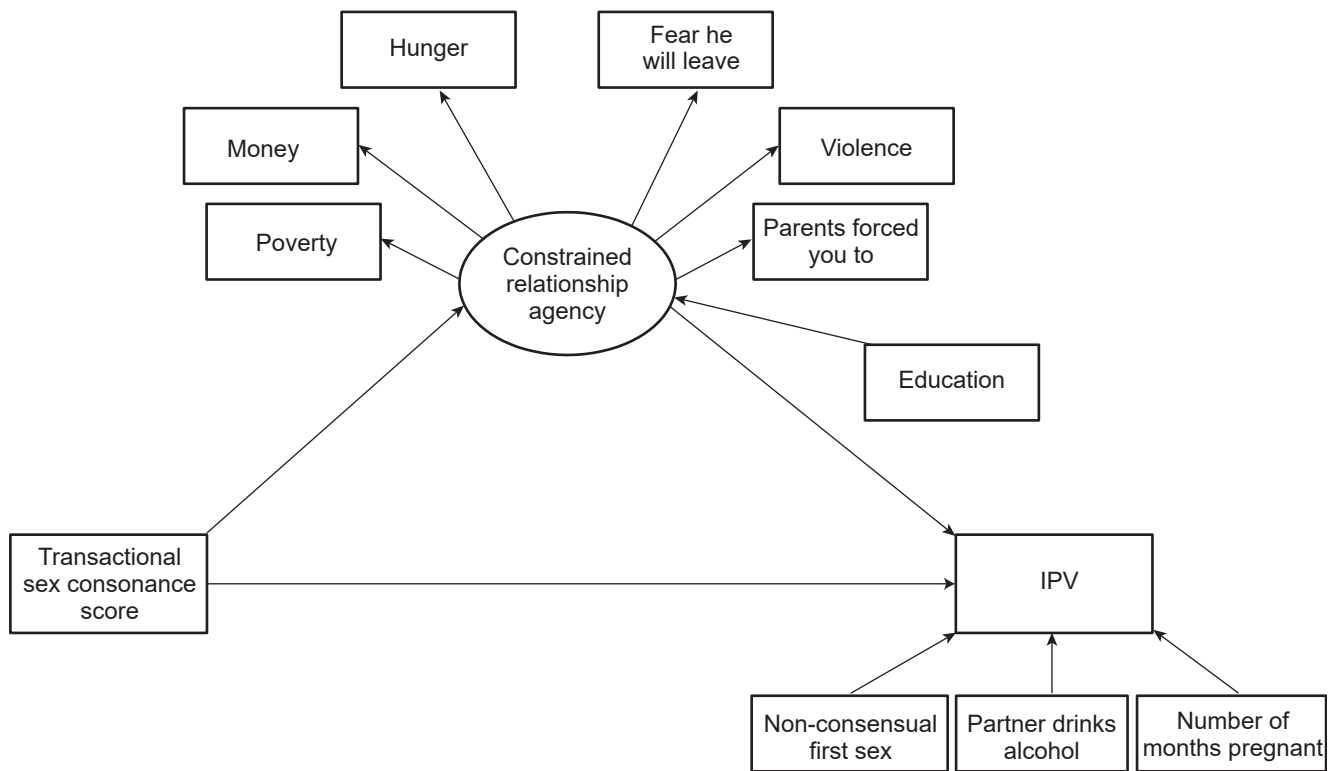 Hunger
Fear he
will leave
Money
Violence
Poverty
Parents forced
you to
Constrained
relationship
agency
Education
Transactional
sex consonance
score
IPV
Non-consensual
first sex
Partner drinks
alcohol
Number of
months pregnant